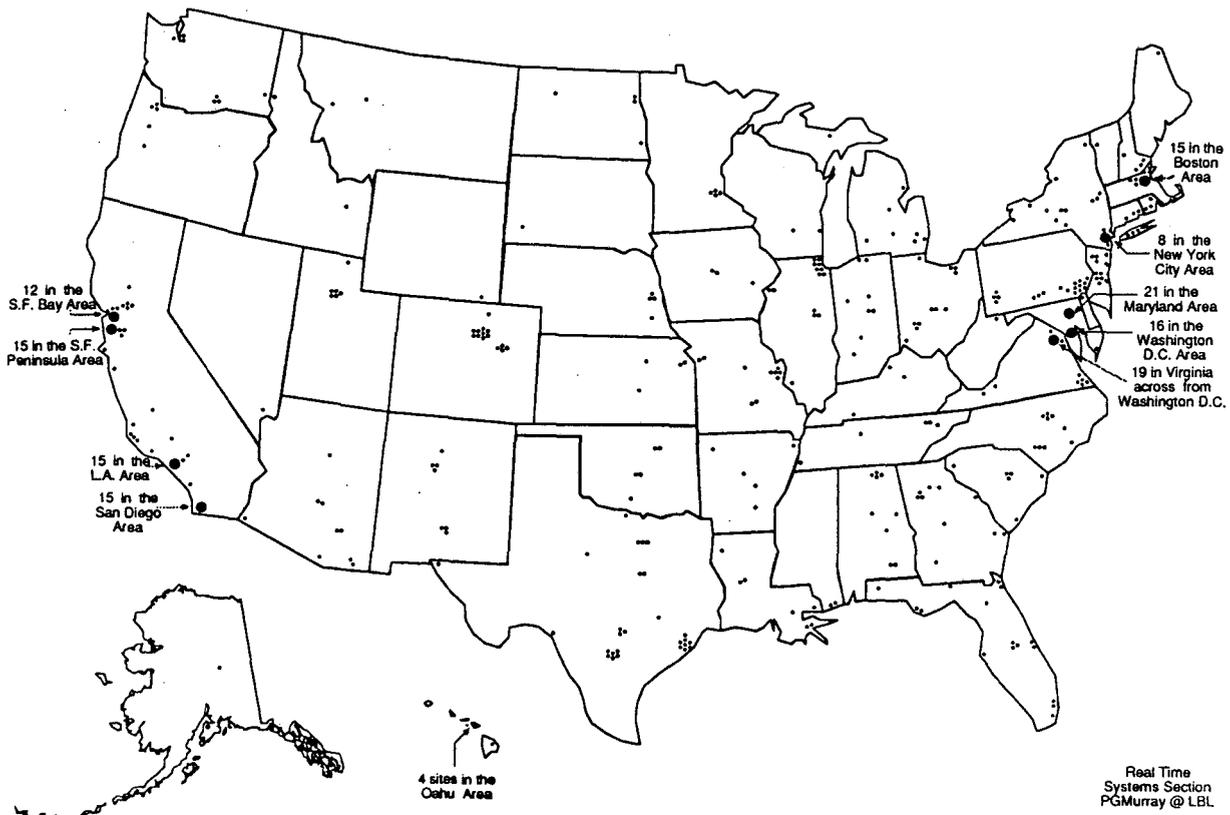 15 in the
Boston
Area
8 in the
New York
City Area
12 in the
S.F. Bay Area
21 in the
Maryland Area
15 in the S.F.
Peninsula Area
16 in the
Washington
D.C. Area
19 in Virginia
across from
Washington D.C.
15 in the
L.A. Area
15 in the
San Diego
Area
4 sites in the
Oahu Area
Real Time
Systems Section
PGMurray @ LBL